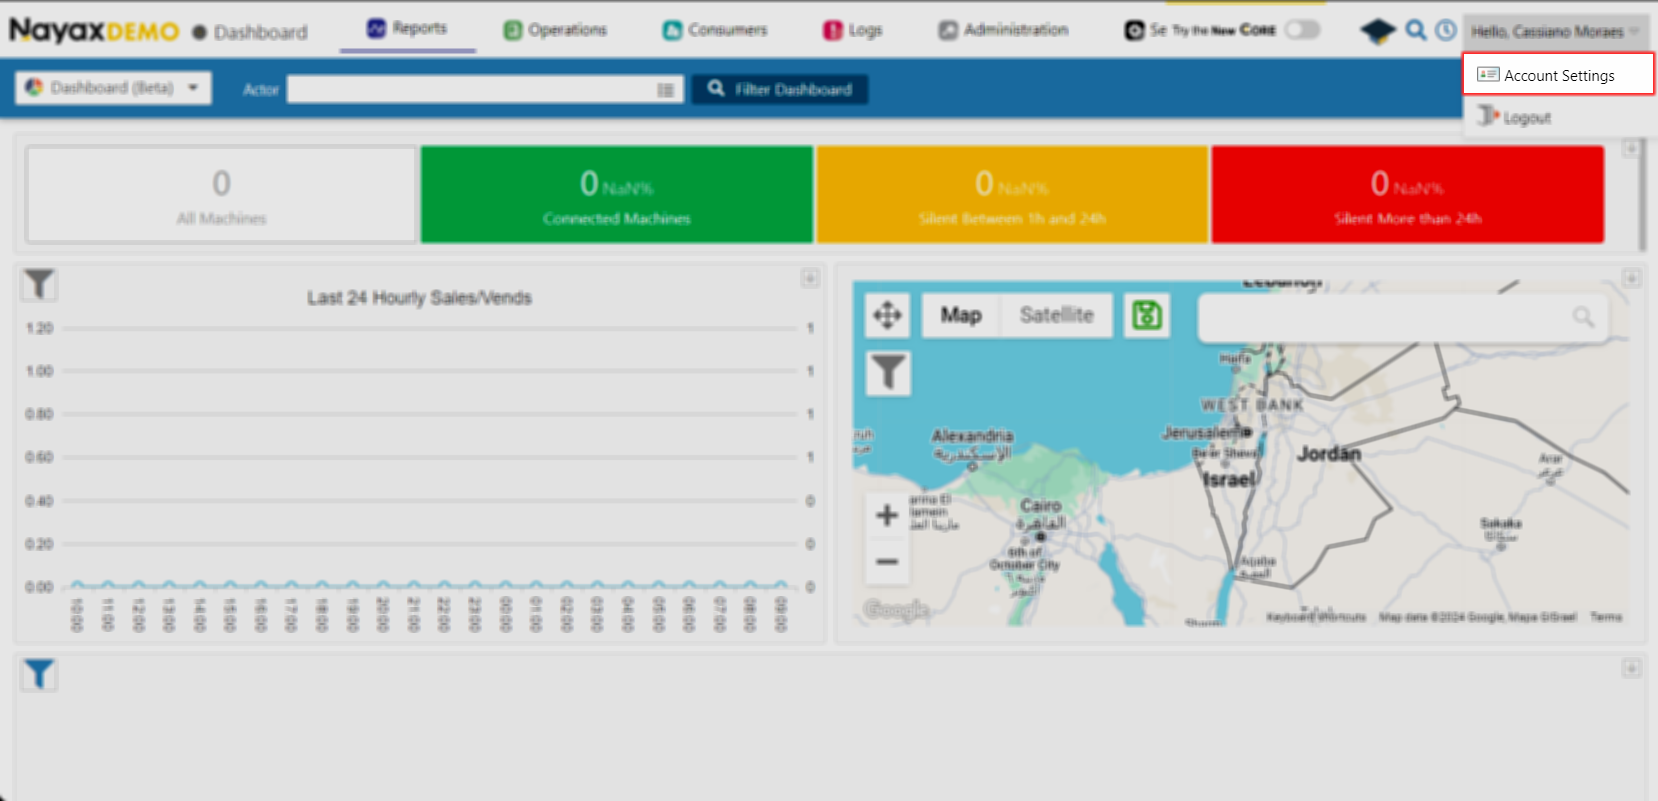 NayaxDEMO Dashboard Reports Operations Consumers Logs Administration Se Try the New CORE Hello, Cassiano Moraes
Account Settings
Logout
Dashboard (Beta) Actor Filter Dashboard
0
All Machines
0 NaN%
Connected Machines
0 NaN%
Silent Between 1h and 24h
0 NaN%
Silent More than 24h
Last 24 Hourly Sales/Vends
1.20 1
1.00 1
0.80 1
0.60 1
0.40 0
0.20 0
0.00 0
10:00 11:00 12:00 13:00 14:00 15:00 16:00 17:00 18:00 19:00 20:00 21:00 22:00 23:00 00:00 01:00 02:00 03:00 04:00 05:00 06:00 07:00 08:00 09:00
Map Satellite
Lebanon
Haifa
WEST BANK
Jerusalem
Alexandria
الإسكندرية
Be'er Sheva
Jordan
Israel
Arar
عرعر
Cairo
القاهرة
Sakaka
سكاكا
6th of
October City
Aqaba
العقبة
Google
Keyboard shortcuts Map data ©2024 Google, Mapa GISrael Terms